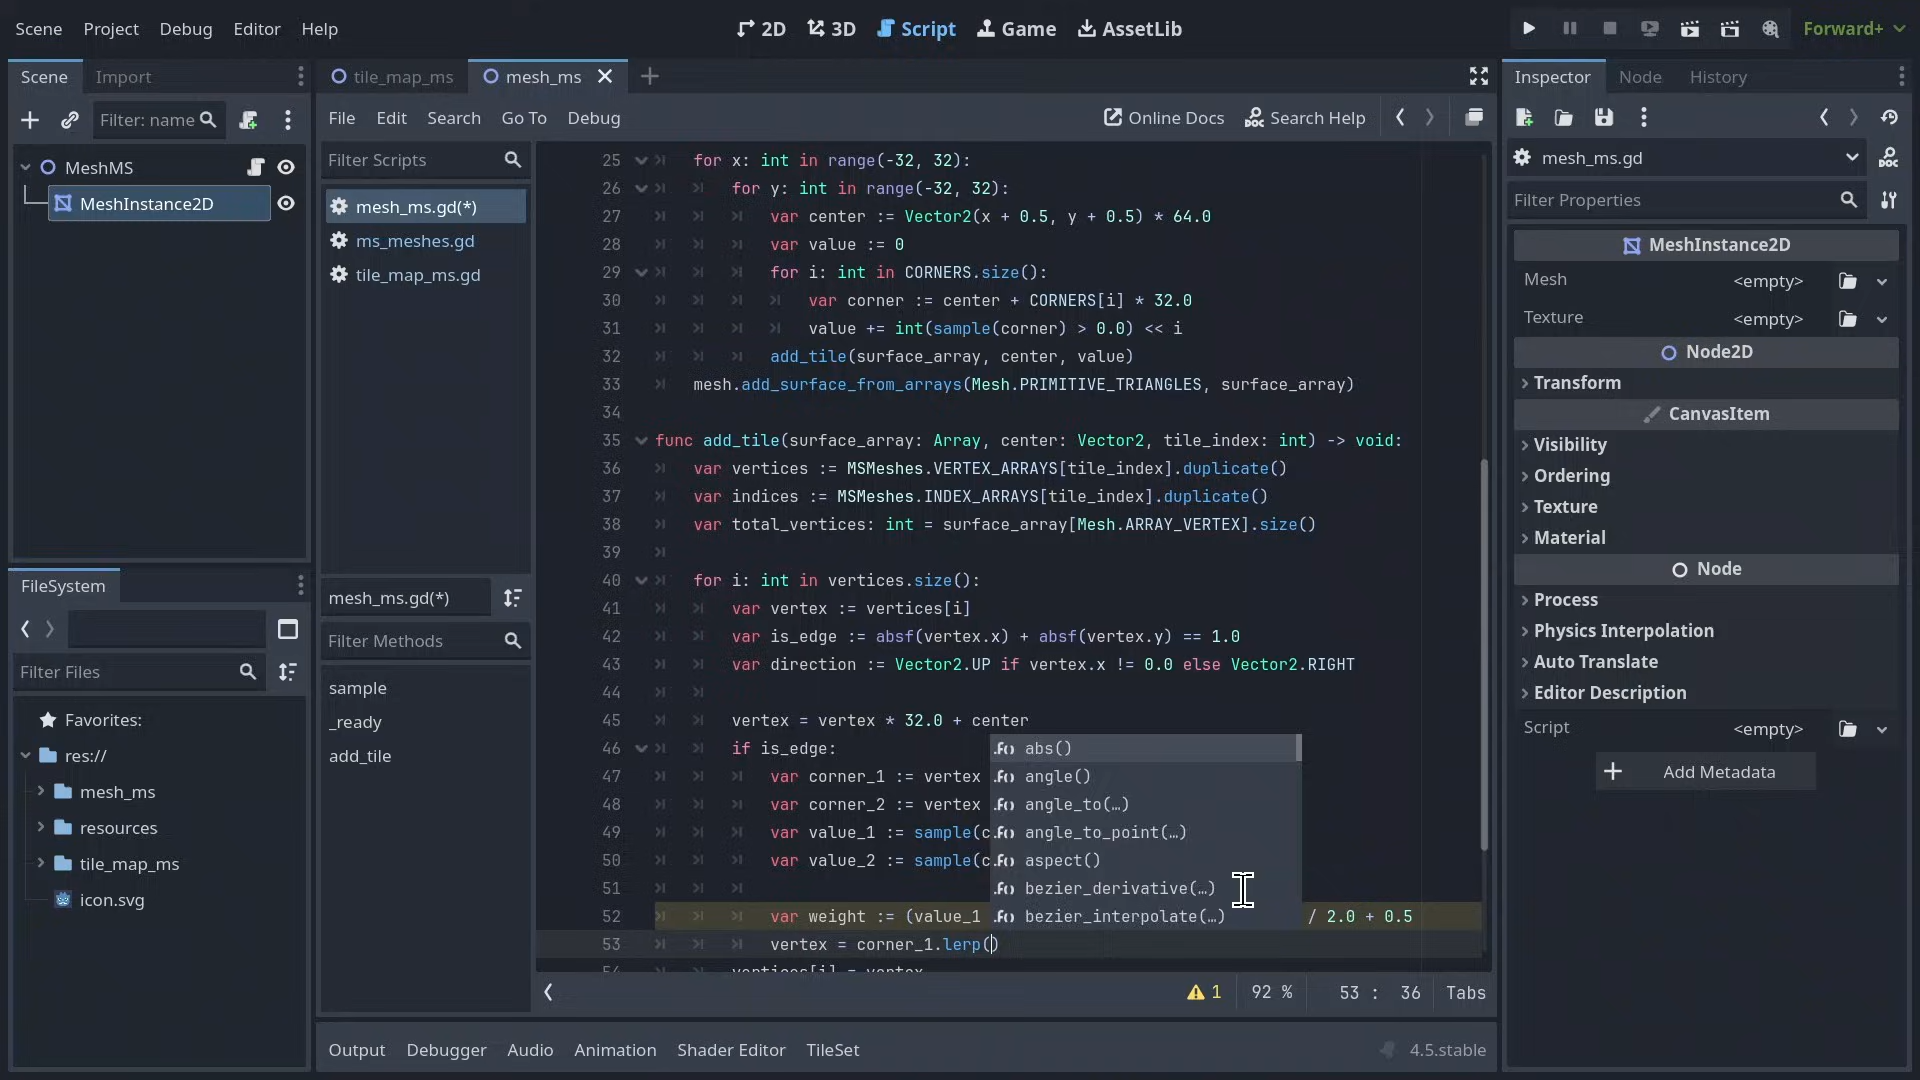 Scene Project Debug Editor Help
2D 3D Script Game AssetLib
Forward+
Scene Import
Filter: name
MeshMS
MeshInstance2D
FileSystem
Filter Files
Favorites:
res://
mesh_ms
resources
tile_map_ms
icon.svg
tile_map_ms mesh_ms
File Edit Search Go To Debug
Online Docs Search Help
Filter Scripts
mesh_ms.gd(*)
ms_meshes.gd
tile_map_ms.gd
mesh_ms.gd(*)
Filter Methods
sample
_ready
add_tile
25 for x: int in range(-32, 32):
26 for y: int in range(-32, 32):
27 var center := Vector2(x + 0.5, y + 0.5) * 64.0
28 var value := 0
29 for i: int in CORNERS.size():
30 var corner := center + CORNERS[i] * 32.0
31 value += int(sample(corner) > 0.0) << i
32 add_tile(surface_array, center, value)
33 mesh.add_surface_from_arrays(Mesh.PRIMITIVE_TRIANGLES, surface_array)
34
35 func add_tile(surface_array: Array, center: Vector2, tile_index: int) -> void:
36 var vertices := MSMeshes.VERTEX_ARRAYS[tile_index].duplicate()
37 var indices := MSMeshes.INDEX_ARRAYS[tile_index].duplicate()
38 var total_vertices: int = surface_array[Mesh.ARRAY_VERTEX].size()
39
40 for i: int in vertices.size():
41 var vertex := vertices[i]
42 var is_edge := absf(vertex.x) + absf(vertex.y) == 1.0
43 var direction := Vector2.UP if vertex.x != 0.0 else Vector2.RIGHT
44
45 vertex = vertex * 32.0 + center
46 if is_edge:
47 var corner_1 := vertex
48 var corner_2 := vertex
49 var value_1 := sample(c
50 var value_2 := sample(c
51
52 var weight := (value_1 / 2.0 + 0.5
53 vertex = corner_1.lerp()
54 vertices[i] = vertex
abs()
angle()
angle_to(…)
angle_to_point(…)
aspect()
bezier_derivative(…)
bezier_interpolate(…)
1 92 % 53 : 36 Tabs
Output Debugger Audio Animation Shader Editor TileSet
4.5.stable
Inspector Node History
mesh_ms.gd
Filter Properties
MeshInstance2D
Mesh <empty>
Texture <empty>
Node2D
Transform
CanvasItem
Visibility
Ordering
Texture
Material
Node
Process
Physics Interpolation
Auto Translate
Editor Description
Script <empty>
Add Metadata